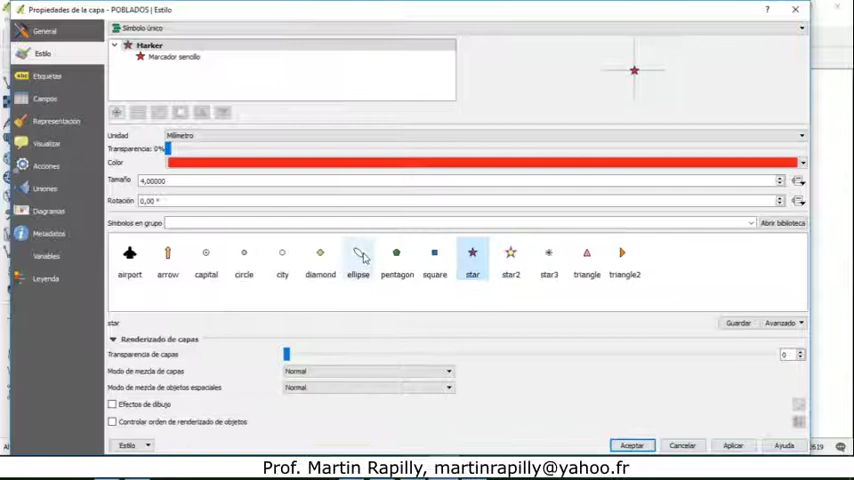 Propiedades de la capa - POBLADOS | Estilo
General
Estilo
Etiquetas
Campos
Representación
Visualizar
Acciones
Uniones
Diagramas
Metadatos
Variables
Leyenda
Símbolo único
Marker
Marcador sencillo
Unidad Milímetro
Transparencia: 0%
Color
Tamaño 4,00000
Rotación 0,00 °
Símbolos en grupo Abrir biblioteca
airport arrow capital circle city diamond ellipse pentagon square star star2 star3 triangle triangle2
star Guardar Avanzado
Renderizado de capas
Transparencia de capas 0
Modo de mezcla de capas Normal
Modo de mezcla de objetos espaciales Normal
Efectos de dibujo
Controlar orden de renderizado de objetos
Estilo Aceptar Cancelar Aplicar Ayuda
Prof. Martin Rapilly, martinrapilly@yahoo.fr